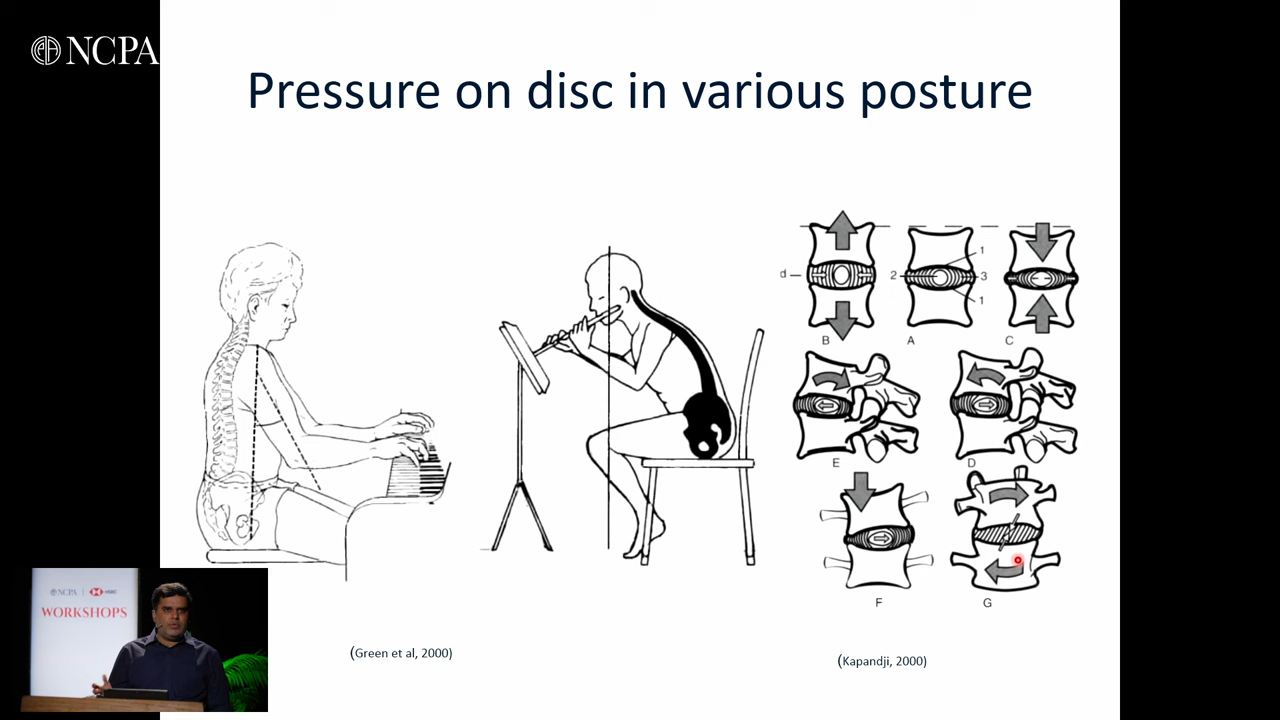 NCPA
Pressure on disc in various posture
d
2
1
3
1
B
A
C
E
D
F
G
(Green et al, 2000)
(Kapandji, 2000)
NCPA | HSBC
WORKSHOPS